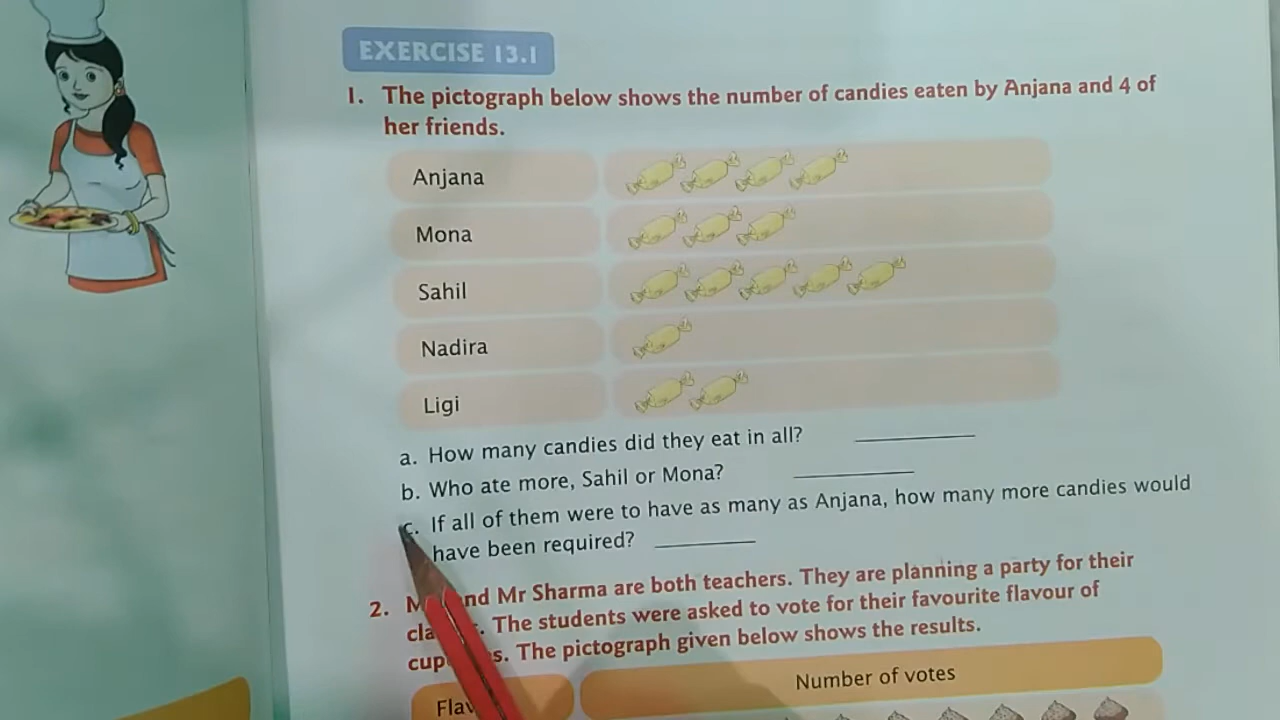 EXERCISE 13.1
1. The pictograph below shows the number of candies eaten by Anjana and 4 of
her friends.
Anjana
Mona
Sahil
Nadira
Ligi
a. How many candies did they eat in all?
b. Who ate more, Sahil or Mona?
c. If all of them were to have as many as Anjana, how many more candies would
have been required?
2. and Mr Sharma are both teachers. They are planning a party for their
The students were asked to vote for their favourite flavour of
The pictograph given below shows the results.
Number of votes